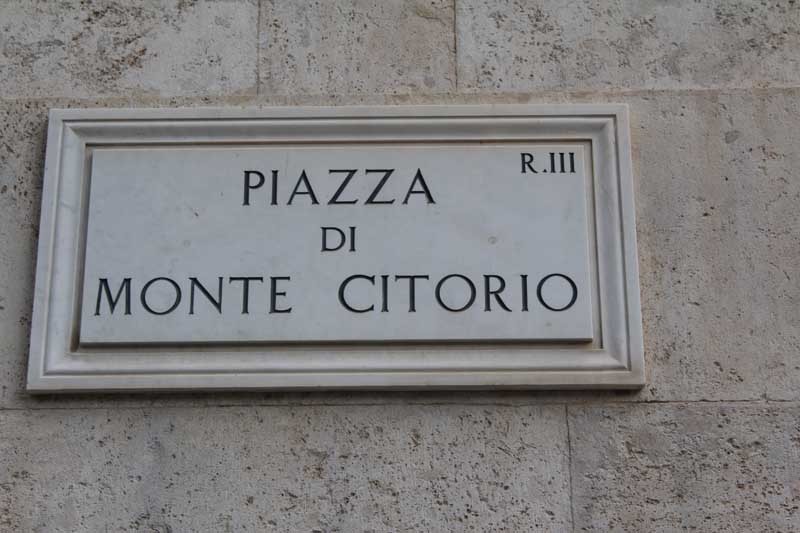 R.III
PIAZZA
DI
MONTE CITORIO